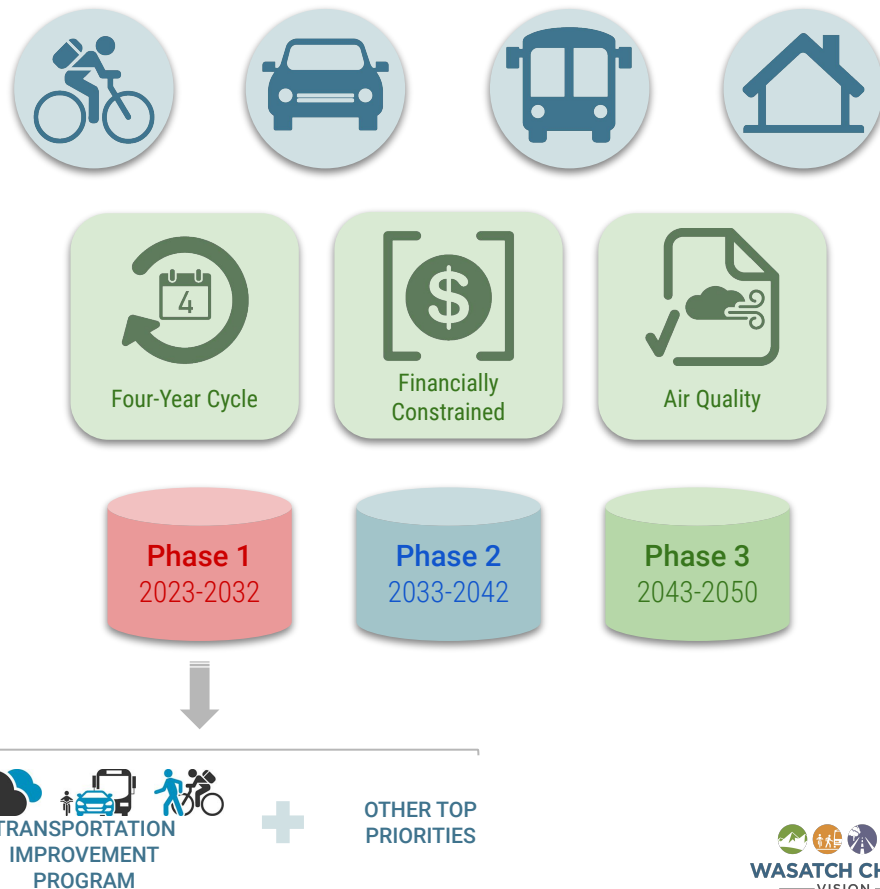 4
$
Four-Year Cycle
Financially
Constrained
Air Quality
Phase 1
2023-2032
Phase 2
2033-2042
Phase 3
2043-2050
TRANSPORTATION
IMPROVEMENT
PROGRAM
OTHER TOP
PRIORITIES
WASATCH CH
VISION